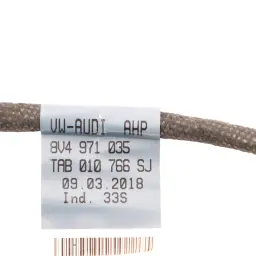 VW-AUDI AHP
8V4 971 035
TAB 010 766 SJ
09.03.2018
Ind. 33S